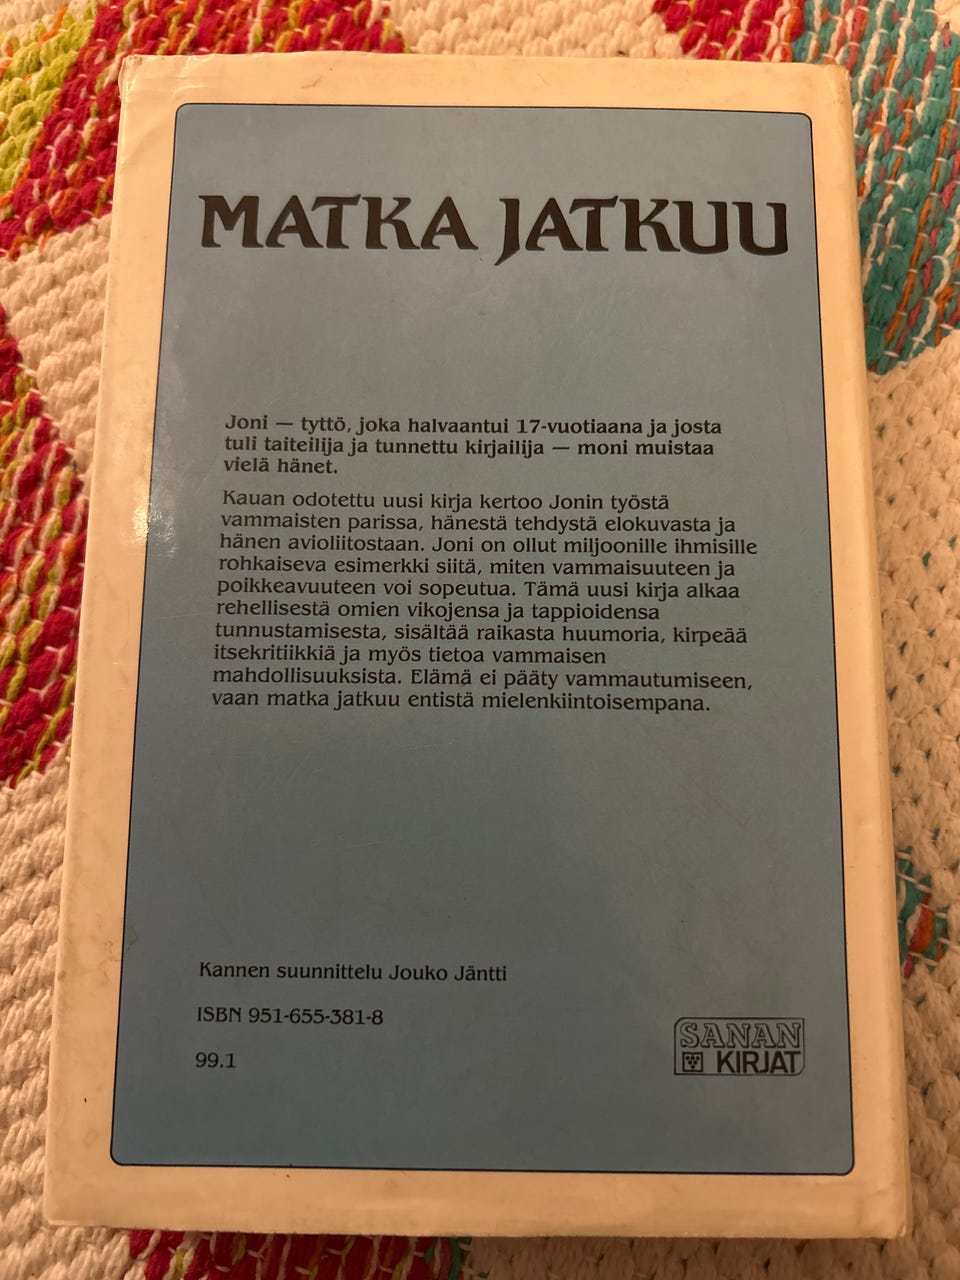 MATKA JATKUU
Joni — tyttö, joka halvaantui 17-vuotiaana ja josta
tuli taiteilija ja tunnettu kirjailija — moni muistaa
vielä hänet.
Kauan odotettu uusi kirja kertoo Jonin työstä
vammaisten parissa, hänestä tehdystä elokuvasta ja
hänen avioliitostaan. Joni on ollut miljoonille ihmisille
rohkaiseva esimerkki siitä, miten vammaisuuteen ja
poikkeavuuteen voi sopeutua. Tämä uusi kirja alkaa
rehellisestä omien vikojensa ja tappioidensa
tunnustamisesta, sisältää raikasta huumoria, kirpeää
itsekritiikkiä ja myös tietoa vammaisen
mahdollisuuksista. Elämä ei pääty vammautumiseen,
vaan matka jatkuu entistä mielenkiintoisempana.
Kannen suunnittelu Jouko Jäntti
ISBN 951-655-381-8
99.1
SANAN
KIRJAT